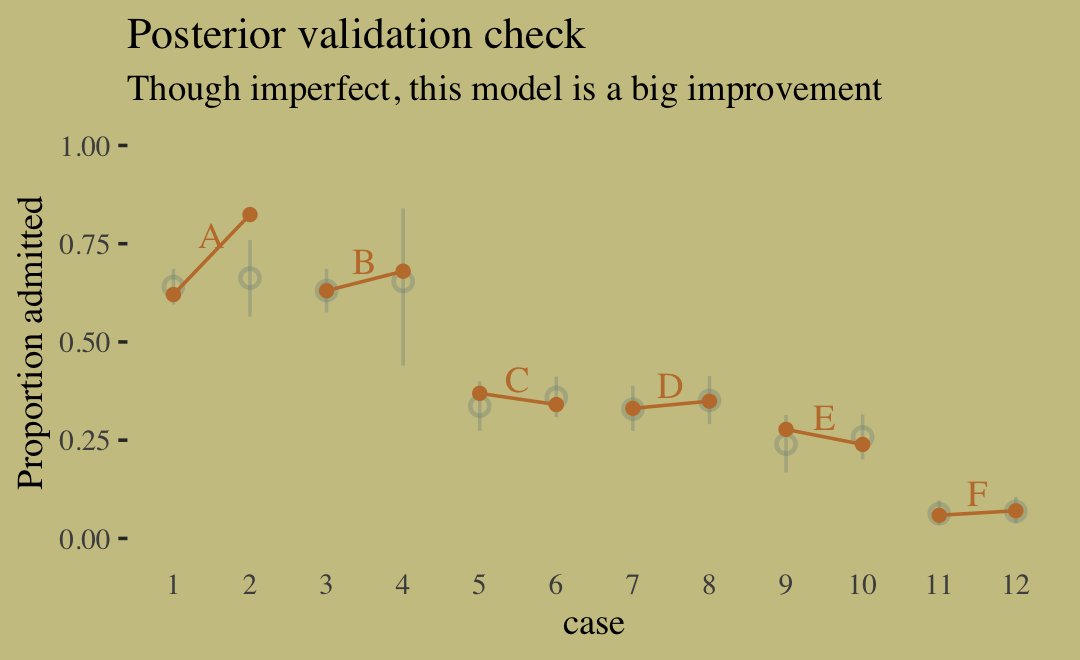 Posterior validation check
Though imperfect, this model is a big improvement
1.00
0.75
0.50
0.25
0.00
Proportion admitted
A
B
C
D
E
F
1 2 3 4 5 6 7 8 9 10 11 12
case